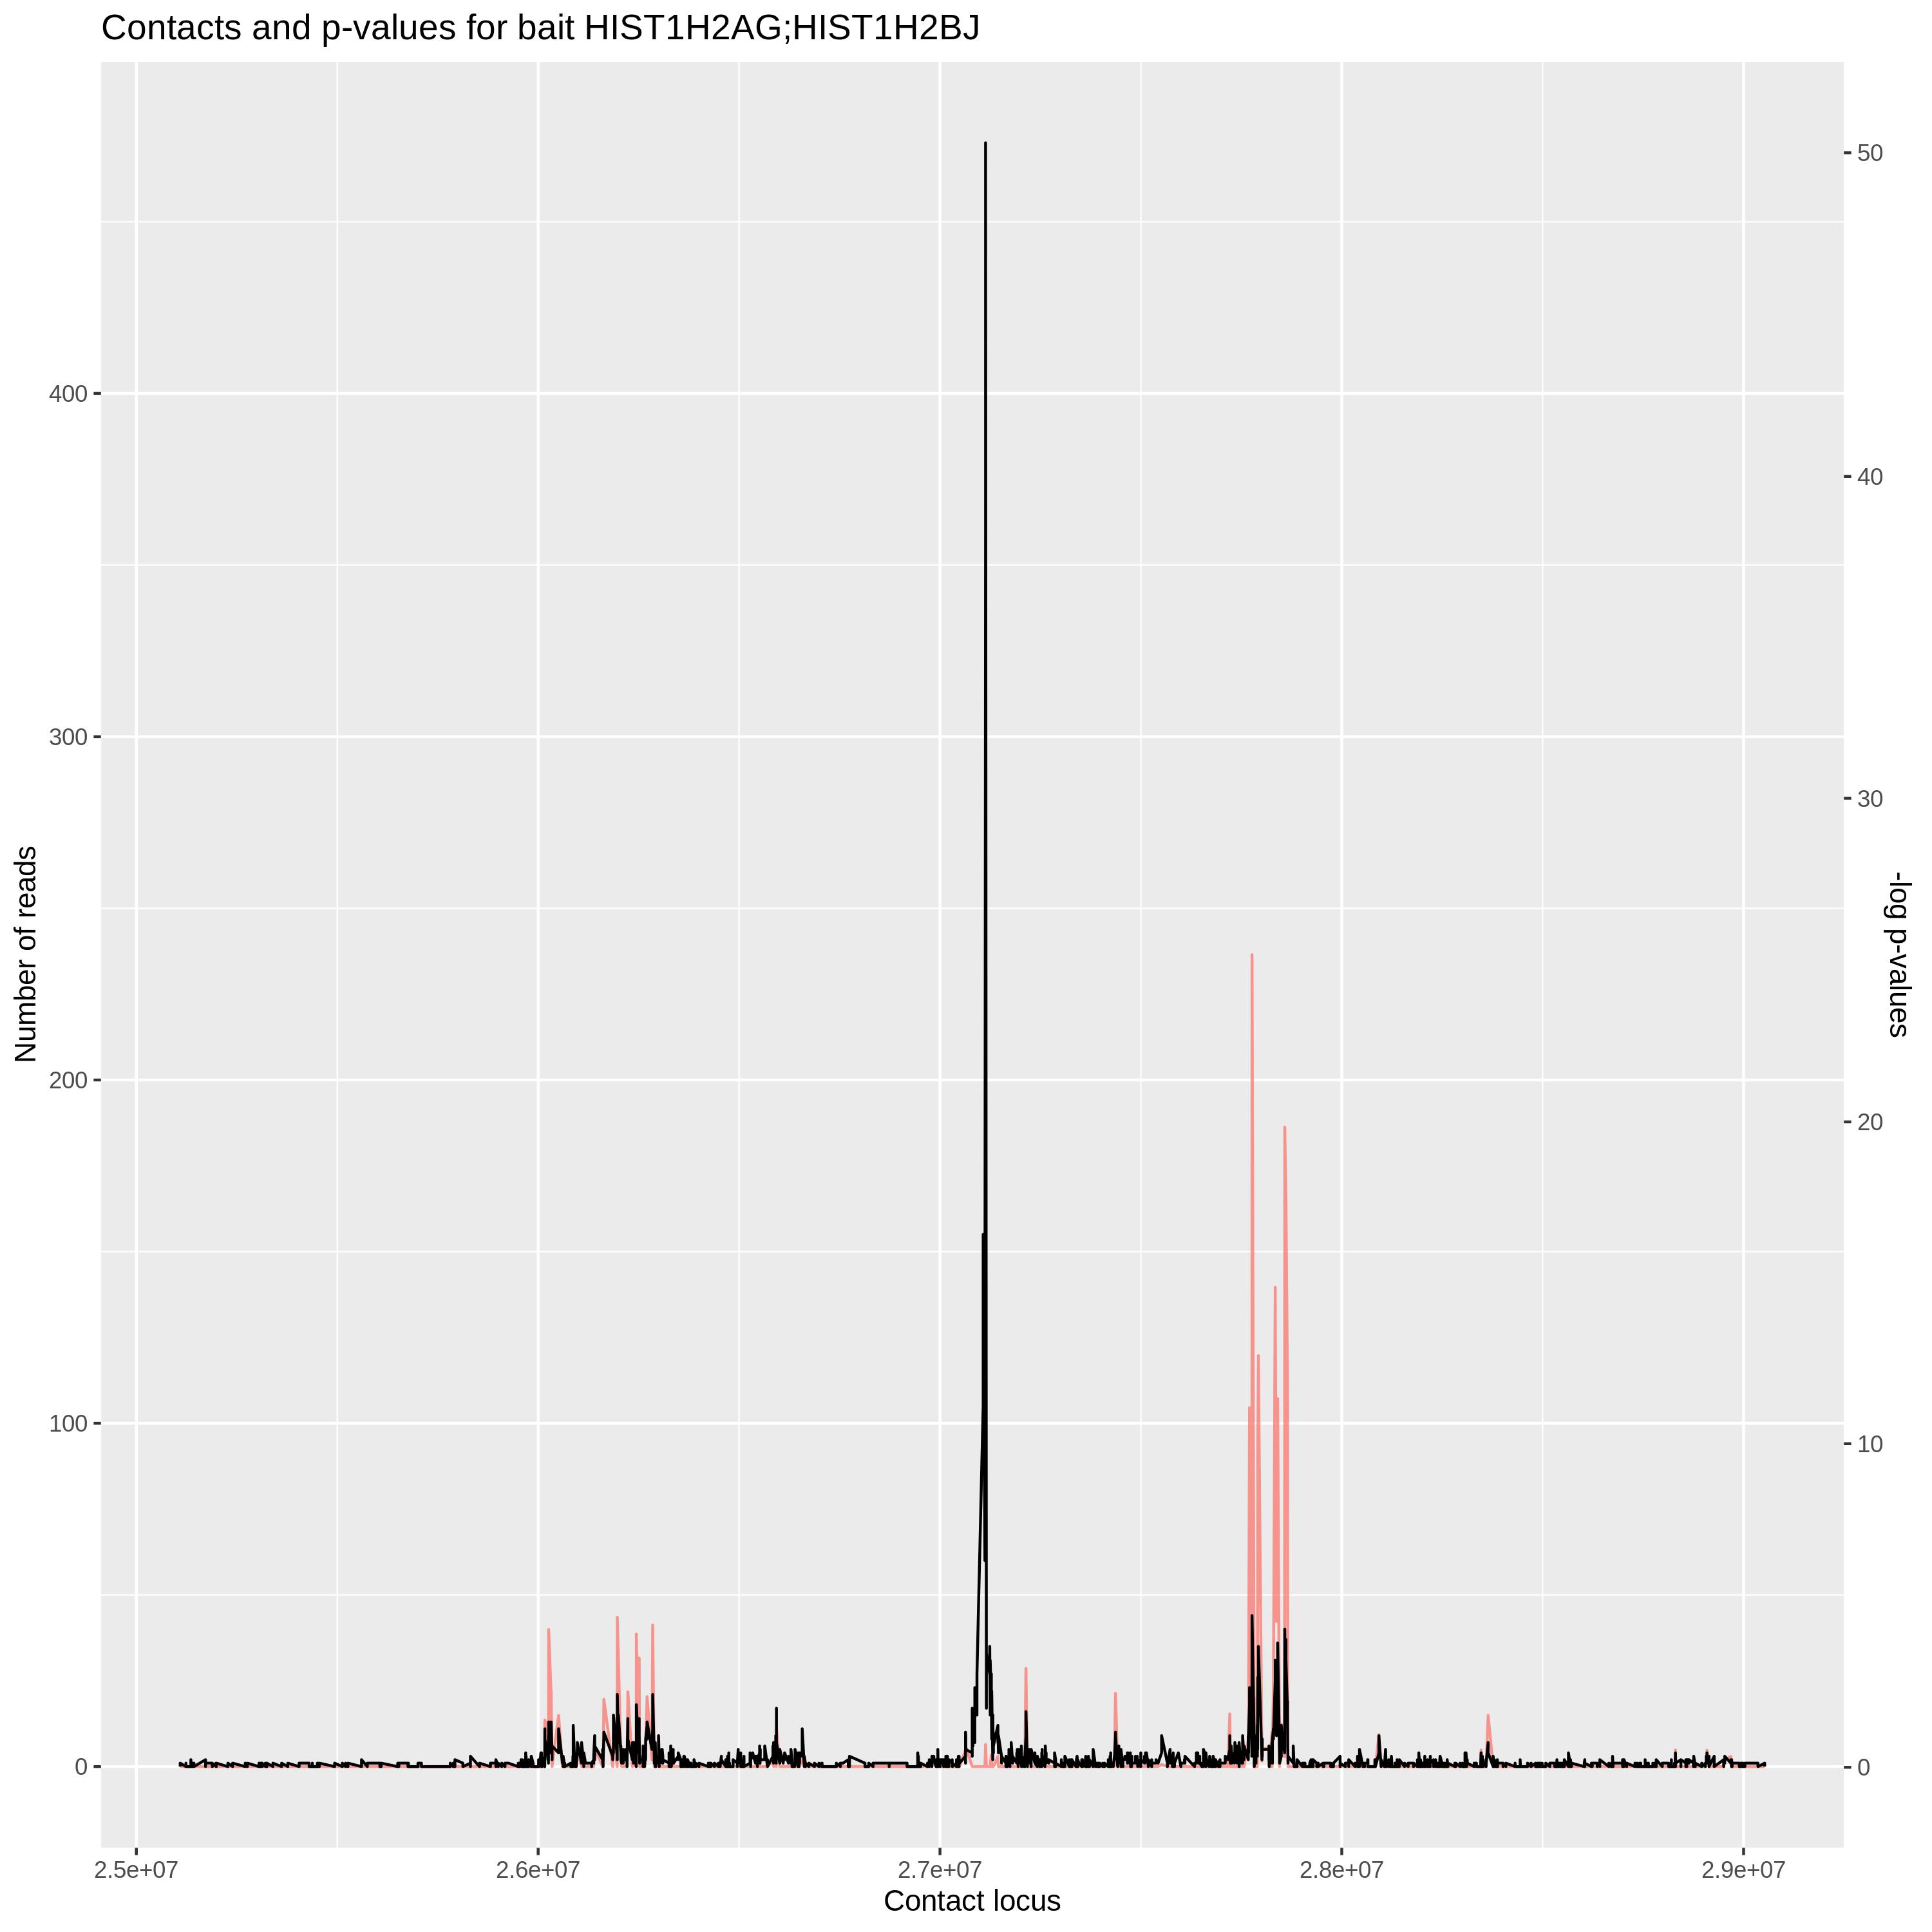 Contacts and p-values for bait HIST1H2AG;HIST1H2BJ
Number of reads
400
300
200
100
0
50
40
30
20
10
0
-log p-values
2.5e+07 2.6e+07 2.7e+07 2.8e+07 2.9e+07
Contact locus